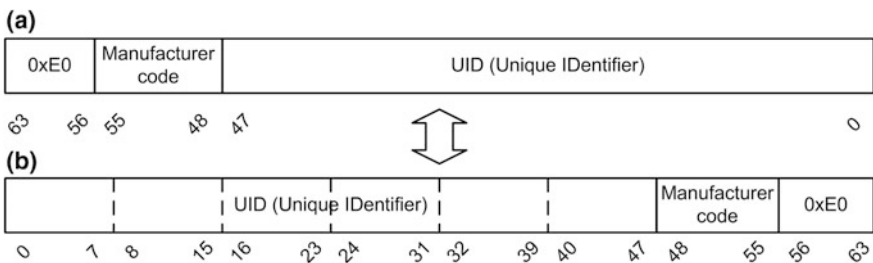 (a)
0xE0
Manufacturer
code
UID (Unique IDentifier)
63 56 55 48 47 0
(b)
UID (Unique IDentifier)
Manufacturer
code
0xE0
0 7 8 15 16 23 24 31 32 39 40 47 48 55 56 63